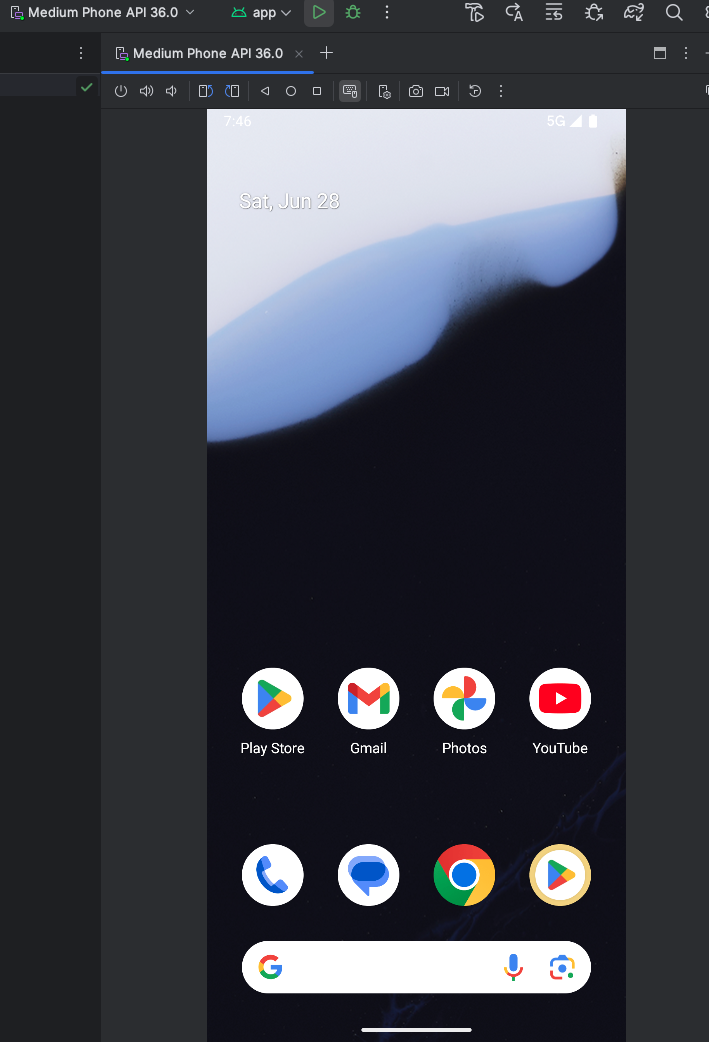 Medium Phone API 36.0 app
Medium Phone API 36.0
7:46 5G
Sat, Jun 28
Play Store Gmail Photos YouTube